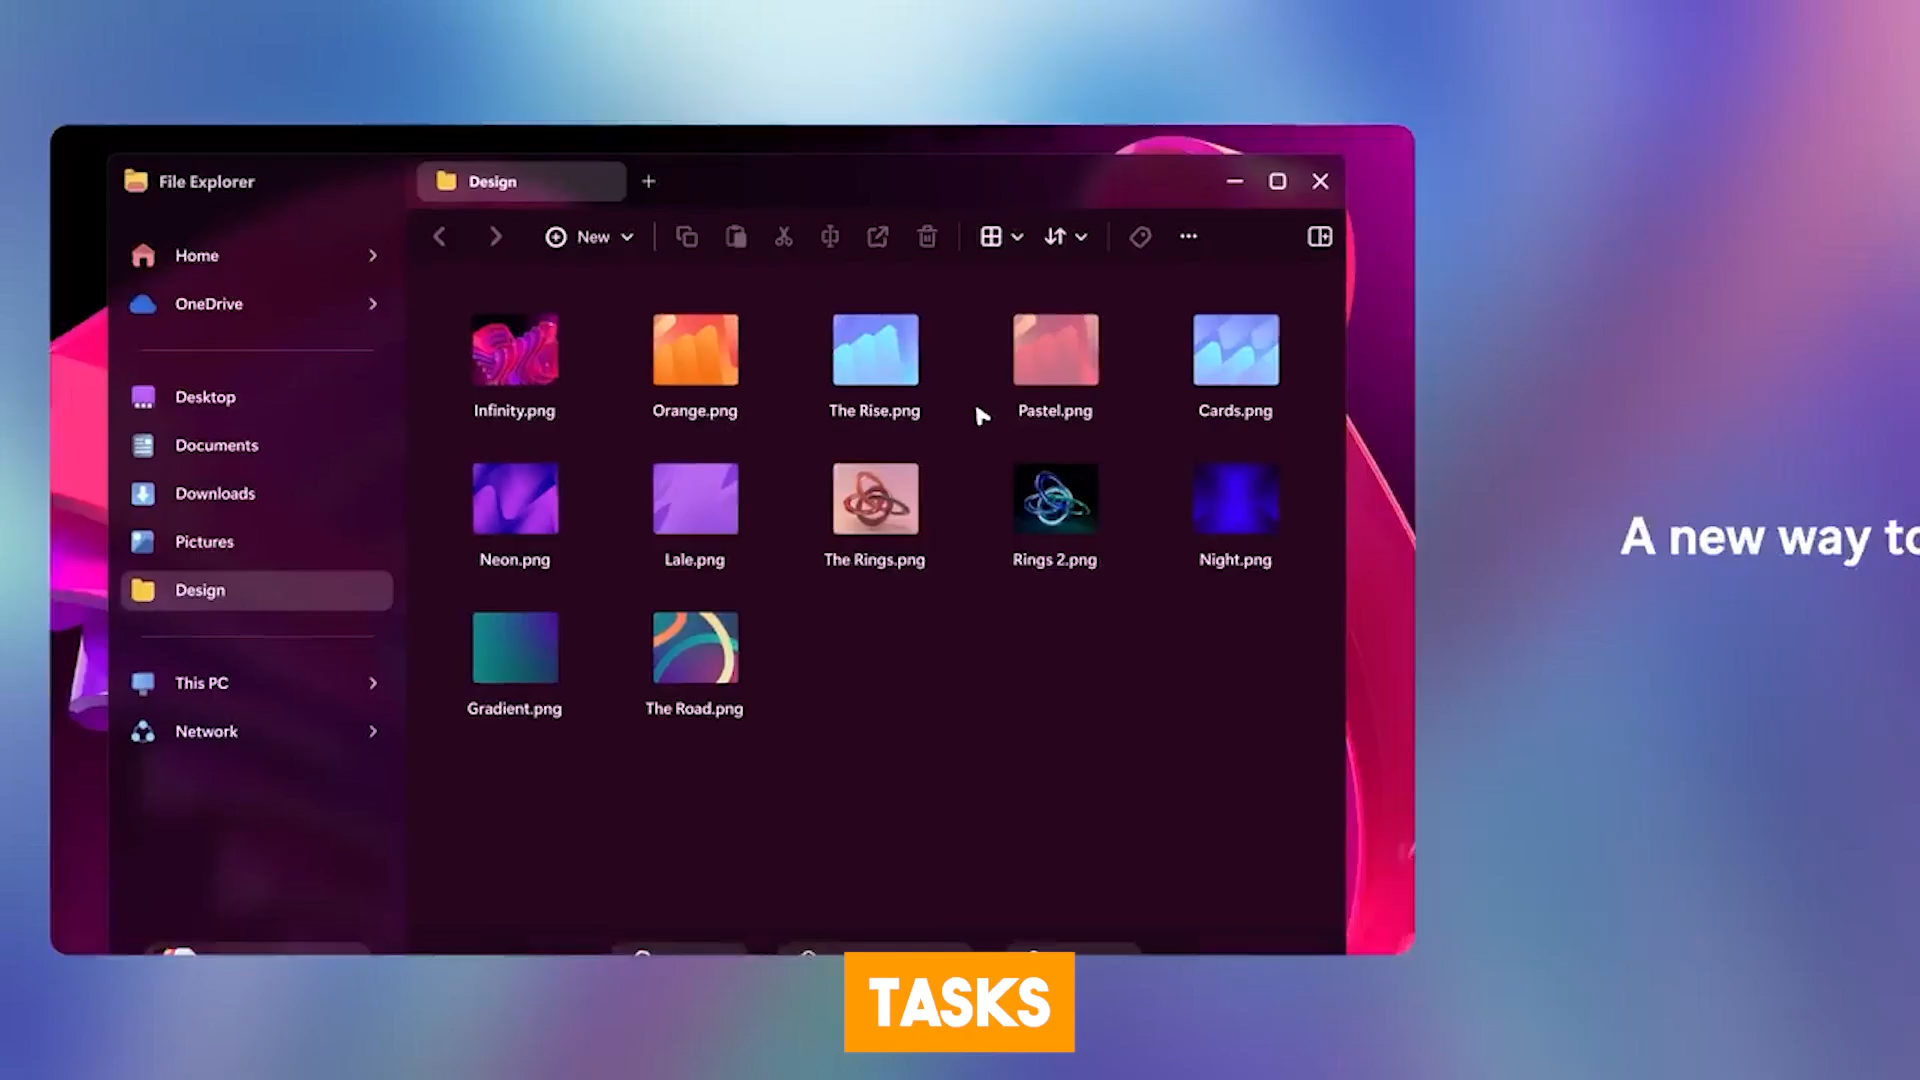 File Explorer
Design
New
Home
OneDrive
Desktop
Documents
Downloads
Pictures
Design
This PC
Network
Infinity.png
Orange.png
The Rise.png
Pastel.png
Cards.png
Neon.png
Lale.png
The Rings.png
Rings 2.png
Night.png
Gradient.png
The Road.png
A new way to
TASKS